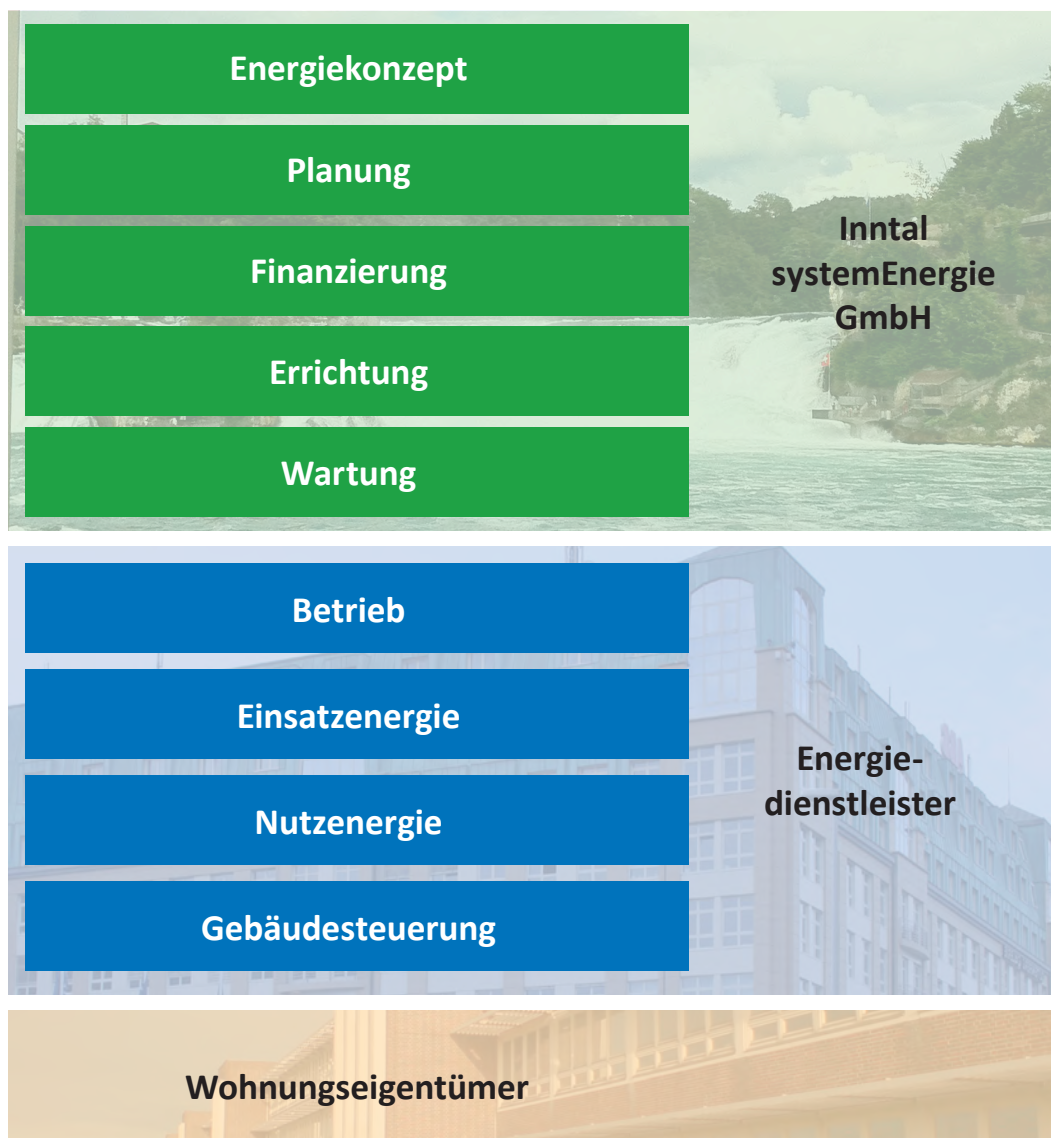 Energiekonzept
Planung
Finanzierung
Errichtung
Wartung
Inntal
systemEnergie
GmbH
Betrieb
Einsatzenergie
Nutzenergie
Gebäudesteuerung
Energie-
dienstleister
Wohnungseigentümer